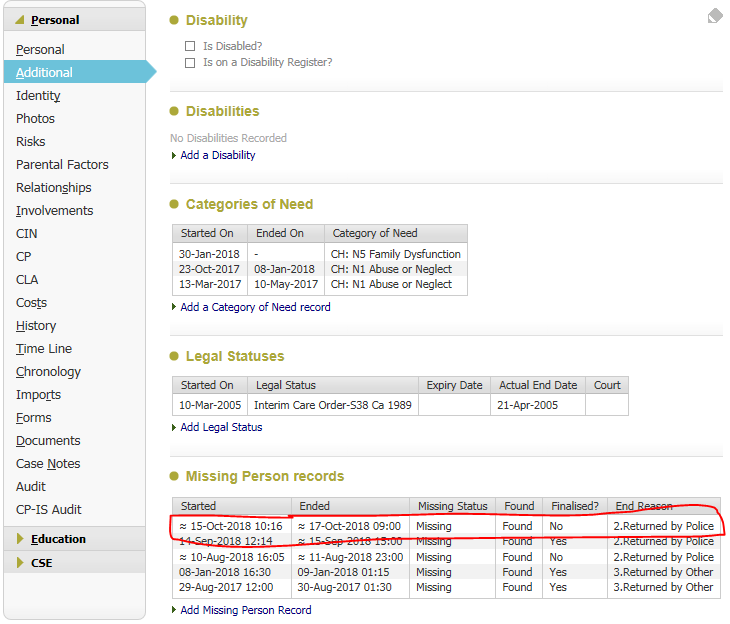 Personal
Personal
Additional
Identity
Photos
Risks
Parental Factors
Relationships
Involvements
CIN
CP
CLA
Costs
History
Time Line
Chronology
Imports
Forms
Documents
Case Notes
Audit
CP-IS Audit
Education
CSE
Disability
Is Disabled?
Is on a Disability Register?
Disabilities
No Disabilities Recorded
Add a Disability
Categories of Need
Started On Ended On Category of Need
30-Jan-2018 - CH: N5 Family Dysfunction
23-Oct-2017 08-Jan-2018 CH: N1 Abuse or Neglect
13-Mar-2017 10-May-2017 CH: N1 Abuse or Neglect
Add a Category of Need record
Legal Statuses
Started On Legal Status Expiry Date Actual End Date Court
10-Mar-2005 Interim Care Order-S38 Ca 1989 21-Apr-2005
Add Legal Status
Missing Person records
Started Ended Missing Status Found Finalised? End Reason
≈ 15-Oct-2018 10:16 ≈ 17-Oct-2018 09:00 Missing Found No 2.Returned by Police
14-Sep-2018 12:14 ≈ 15-Sep-2018 15:00 Missing Found Yes 2.Returned by Police
≈ 10-Aug-2018 16:05 ≈ 11-Aug-2018 23:00 Missing Found No 2.Returned by Police
08-Jan-2018 16:30 09-Jan-2018 01:15 Missing Found Yes 3.Returned by Other
29-Aug-2017 12:00 30-Aug-2017 01:30 Missing Found Yes 3.Returned by Other
Add Missing Person Record